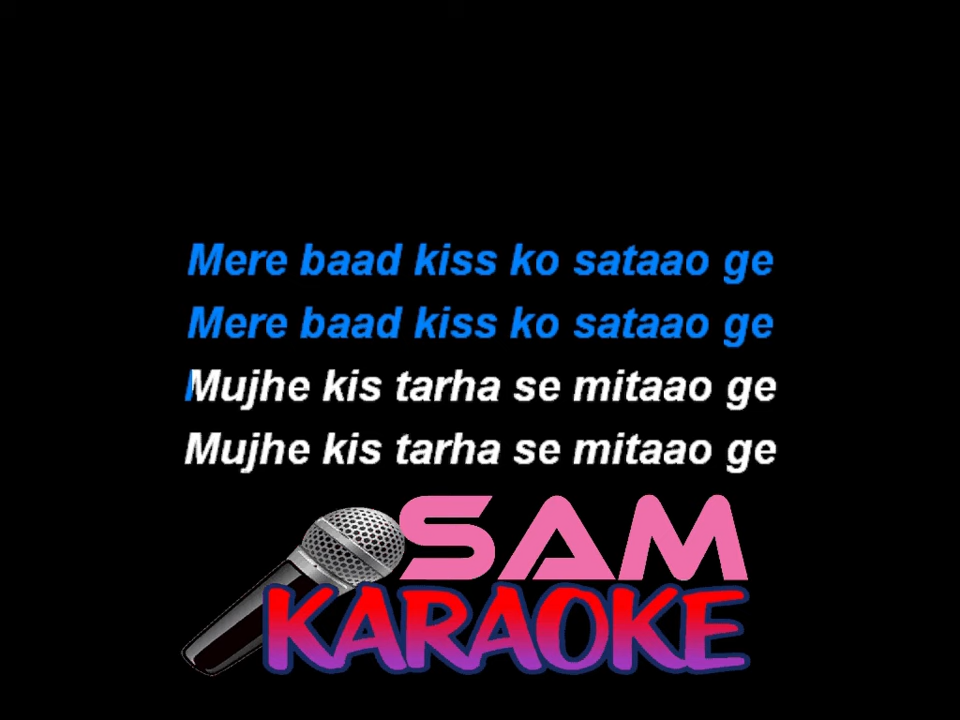 Mere baad kiss ko sataao ge
Mere baad kiss ko sataao ge
Mujhe kis tarha se mitaao ge
Mujhe kis tarha se mitaao ge
SAM
KARAOKE